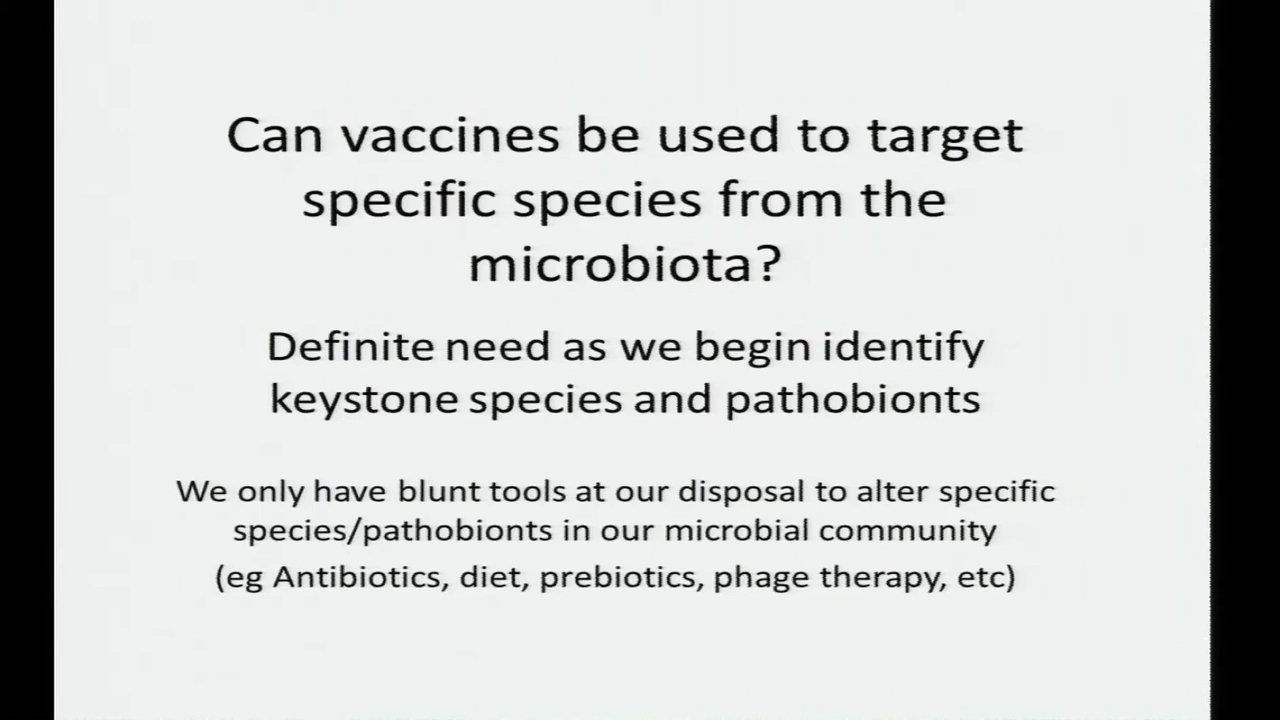 Can vaccines be used to target
specific species from the
microbiota?
Definite need as we begin identify
keystone species and pathobionts
We only have blunt tools at our disposal to alter specific
species/pathobionts in our microbial community
(eg Antibiotics, diet, prebiotics, phage therapy, etc)